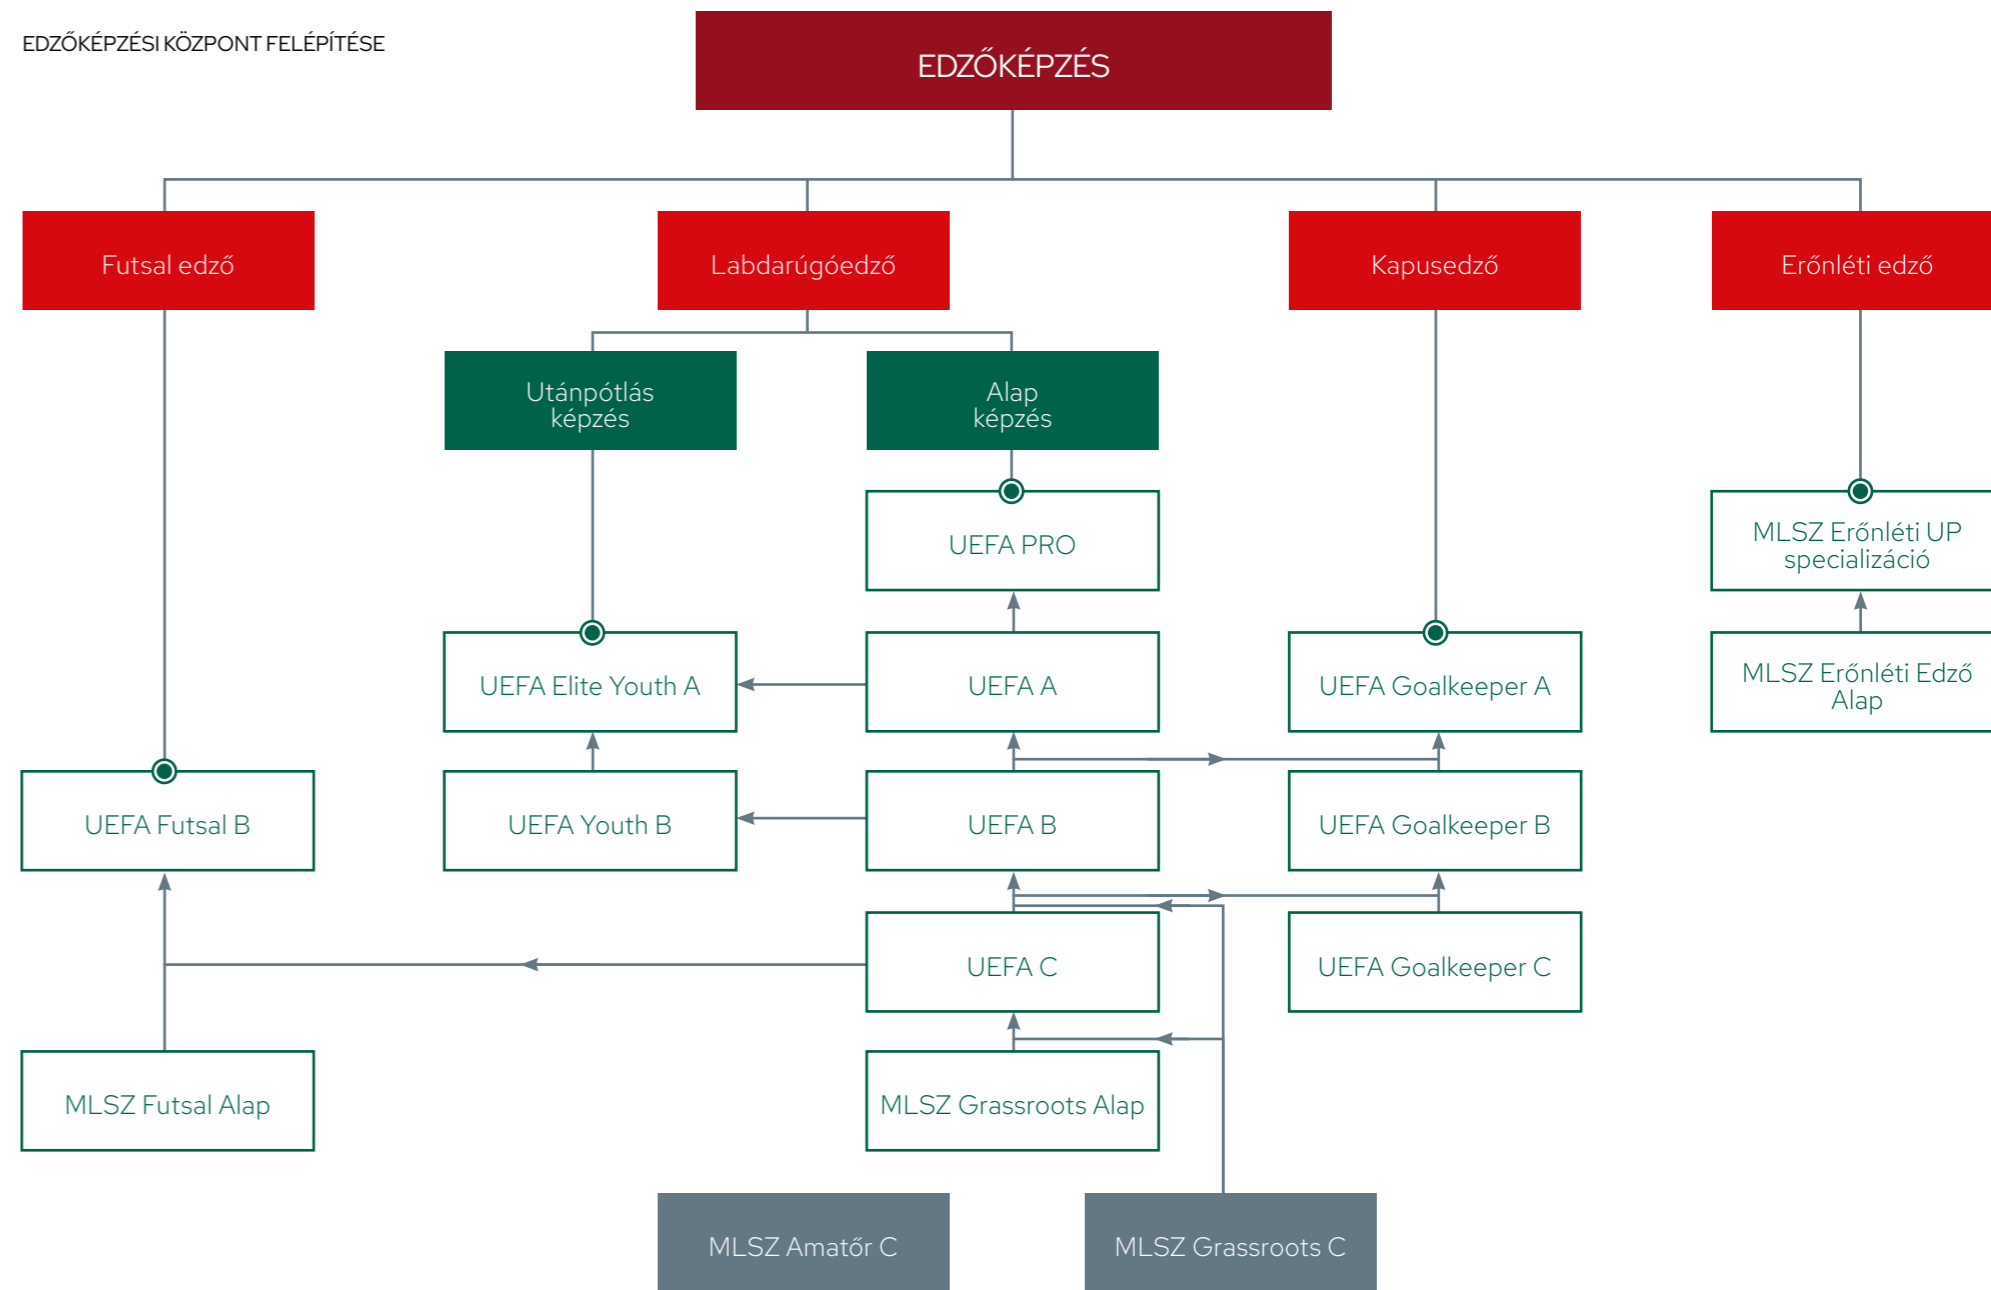 EDZŐKÉPZÉSI KÖZPONT FELÉPÍTÉSE
EDZŐKÉPZÉS
Futsal edző
Labdarúgóedző
Kapusedző
Erőnléti edző
Utánpótlás
képzés
Alap
képzés
UEFA PRO
MLSZ Erőnléti UP
specializáció
UEFA Elite Youth A
UEFA A
UEFA Goalkeeper A
MLSZ Erőnléti Edző
Alap
UEFA Futsal B
UEFA Youth B
UEFA B
UEFA Goalkeeper B
UEFA C
UEFA Goalkeeper C
MLSZ Futsal Alap
MLSZ Grassroots Alap
MLSZ Amatőr C
MLSZ Grassroots C